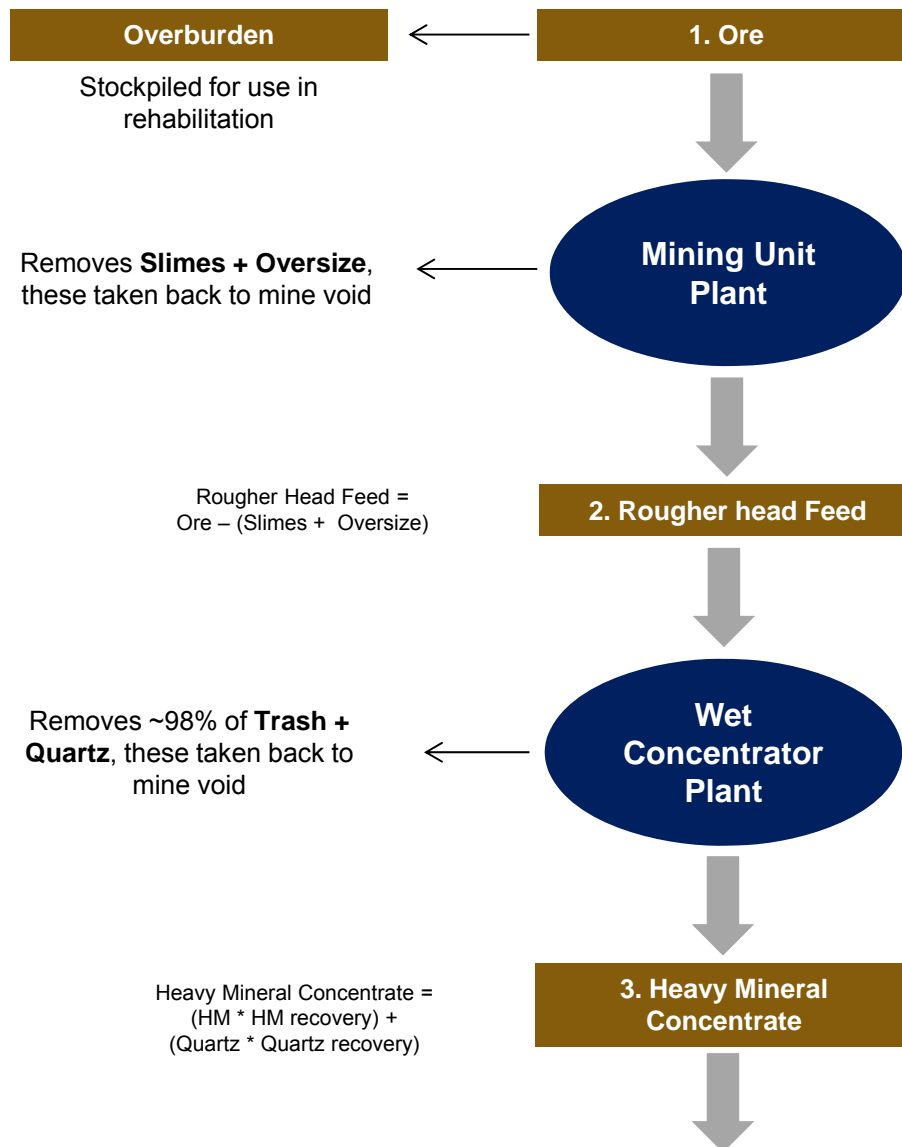 Overburden
1. Ore
Stockpiled for use in
rehabilitation
Mining Unit
Plant
Removes Slimes + Oversize,
these taken back to mine void
Rougher Head Feed =
Ore – (Slimes + Oversize)
2. Rougher head Feed
Wet
Concentrator
Plant
Removes ~98% of Trash +
Quartz, these taken back to
mine void
Heavy Mineral Concentrate =
(HM * HM recovery) +
(Quartz * Quartz recovery)
3. Heavy Mineral
Concentrate